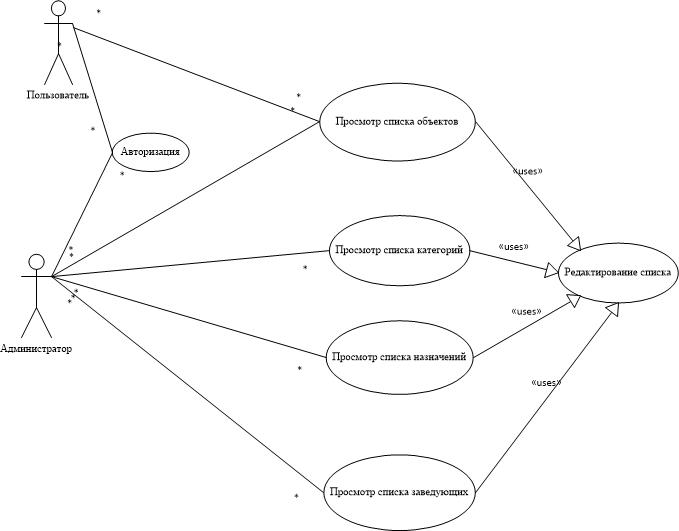 *
*
Пользователь
*
*
Просмотр списка объектов
*
Авторизация
«uses»
*
*
*
Просмотр списка категорий
«uses»
*
Редактирование списка
*
*
*
«uses»
Администратор
Просмотр списка назначений
*
«uses»
Просмотр списка заведующих
*